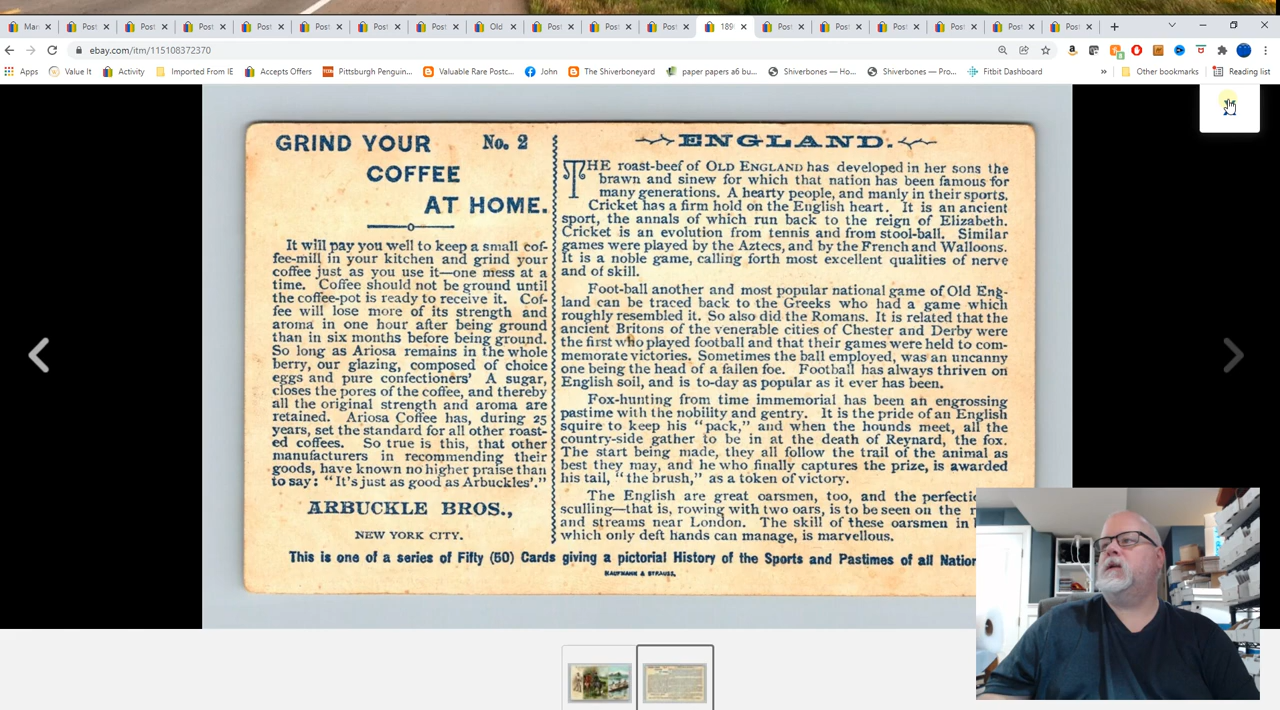 Mar
Post
Post
Post
Post
Post
Post
Post
Old
Post
Post
Post
189
Post
Post
Post
Post
Post
Post
ebay.com/itm/115108372370
Apps
Value It
Activity
Imported From IE
Accepts Offers
Pittsburgh Penguin...
Valuable Rare Postc...
John
The Shiverboneyard
paper papers a6 bu...
Shiverbones — Ho...
Shiverbones — Pro...
Fitbit Dashboard
»
Other bookmarks
Reading list
GRIND YOUR No. 2
COFFEE
AT HOME.
It will pay you well to keep a small cof-
fee-mill in your kitchen and grind your
coffee just as you use it—one mess at a
time. Coffee should not be ground until
the coffee-pot is ready to receive it. Cof-
fee will lose more of its strength and
aroma in one hour after being ground
than in six months before being ground.
So long as Ariosa remains in the whole
berry, our glazing, composed of choice
eggs and pure confectioners' A sugar,
closes the pores of the coffee, and thereby
all the original strength and aroma are
retained. Ariosa Coffee has, during 25
years, set the standard for all other roast-
ed coffees. So true is this, that other
manufacturers in recommending their
goods, have known no higher praise than
to say: "It's just as good as Arbuckles'."
ARBUCKLE BROS.,
NEW YORK CITY.
ENGLAND.
THE roast-beef of OLD ENGLAND has developed in her sons the
brawn and sinew for which that nation has been famous for
many generations. A hearty people, and manly in their sports.
Cricket has a firm hold on the English heart. It is an ancient
sport, the annals of which run back to the reign of Elizabeth.
Cricket is an evolution from tennis and from stool-ball. Similar
games were played by the Aztecs, and by the French and Walloons.
It is a noble game, calling forth most excellent qualities of nerve
and of skill.
Foot-ball another and most popular national game of Old Eng-
land can be traced back to the Greeks who had a game which
roughly resembled it. So also did the Romans. It is related that the
ancient Britons of the venerable cities of Chester and Derby were
the first who played football and that their games were held to com-
memorate victories. Sometimes the ball employed, was an uncanny
one being the head of a fallen foe. Football has always thriven on
English soil, and is to-day as popular as it ever has been.
Fox-hunting from time immemorial has been an engrossing
pastime with the nobility and gentry. It is the pride of an English
squire to keep his "pack," and when the hounds meet, all the
country-side gather to be in at the death of Reynard, the fox.
The start being made, they all follow the trail of the animal as
best they may, and he who finally captures the prize, is awarded
his tail, "the brush," as a token of victory.
The English are great oarsmen, too, and the perfectio
sculling—that is, rowing with two oars, is to be seen on the r
and streams near London. The skill of these oarsmen in
which only deft hands can manage, is marvellous.
This is one of a series of Fifty (50) Cards giving a pictorial History of the Sports and Pastimes of all Nation
KAUFMANN & STRAUSS.